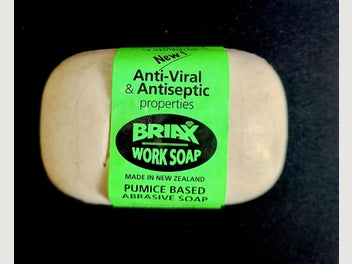 New!
Anti-Viral
& Antiseptic
properties
BRIAX
WORK SOAP
MADE IN NEW ZEALAND
PUMICE BASED
ABRASIVE SOAP